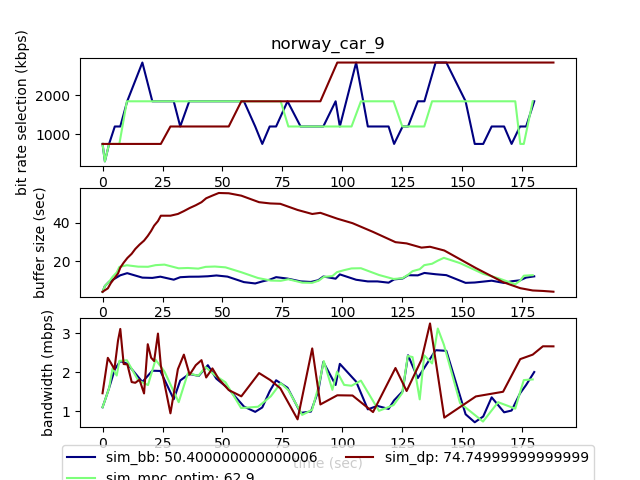 norway_car_9
bit rate selection (kbps)
2000
1000
0 25 50 75 100 125 150 175
buffer size (sec)
40
20
0 25 50 75 100 125 150 175
bandwidth (mbps)
3
2
1
0 25 50 75 100 125 150 175
time (sec)
sim_bb: 50.400000000000006 sim_dp: 74.74999999999999
sim_mpc_optim: 62.9